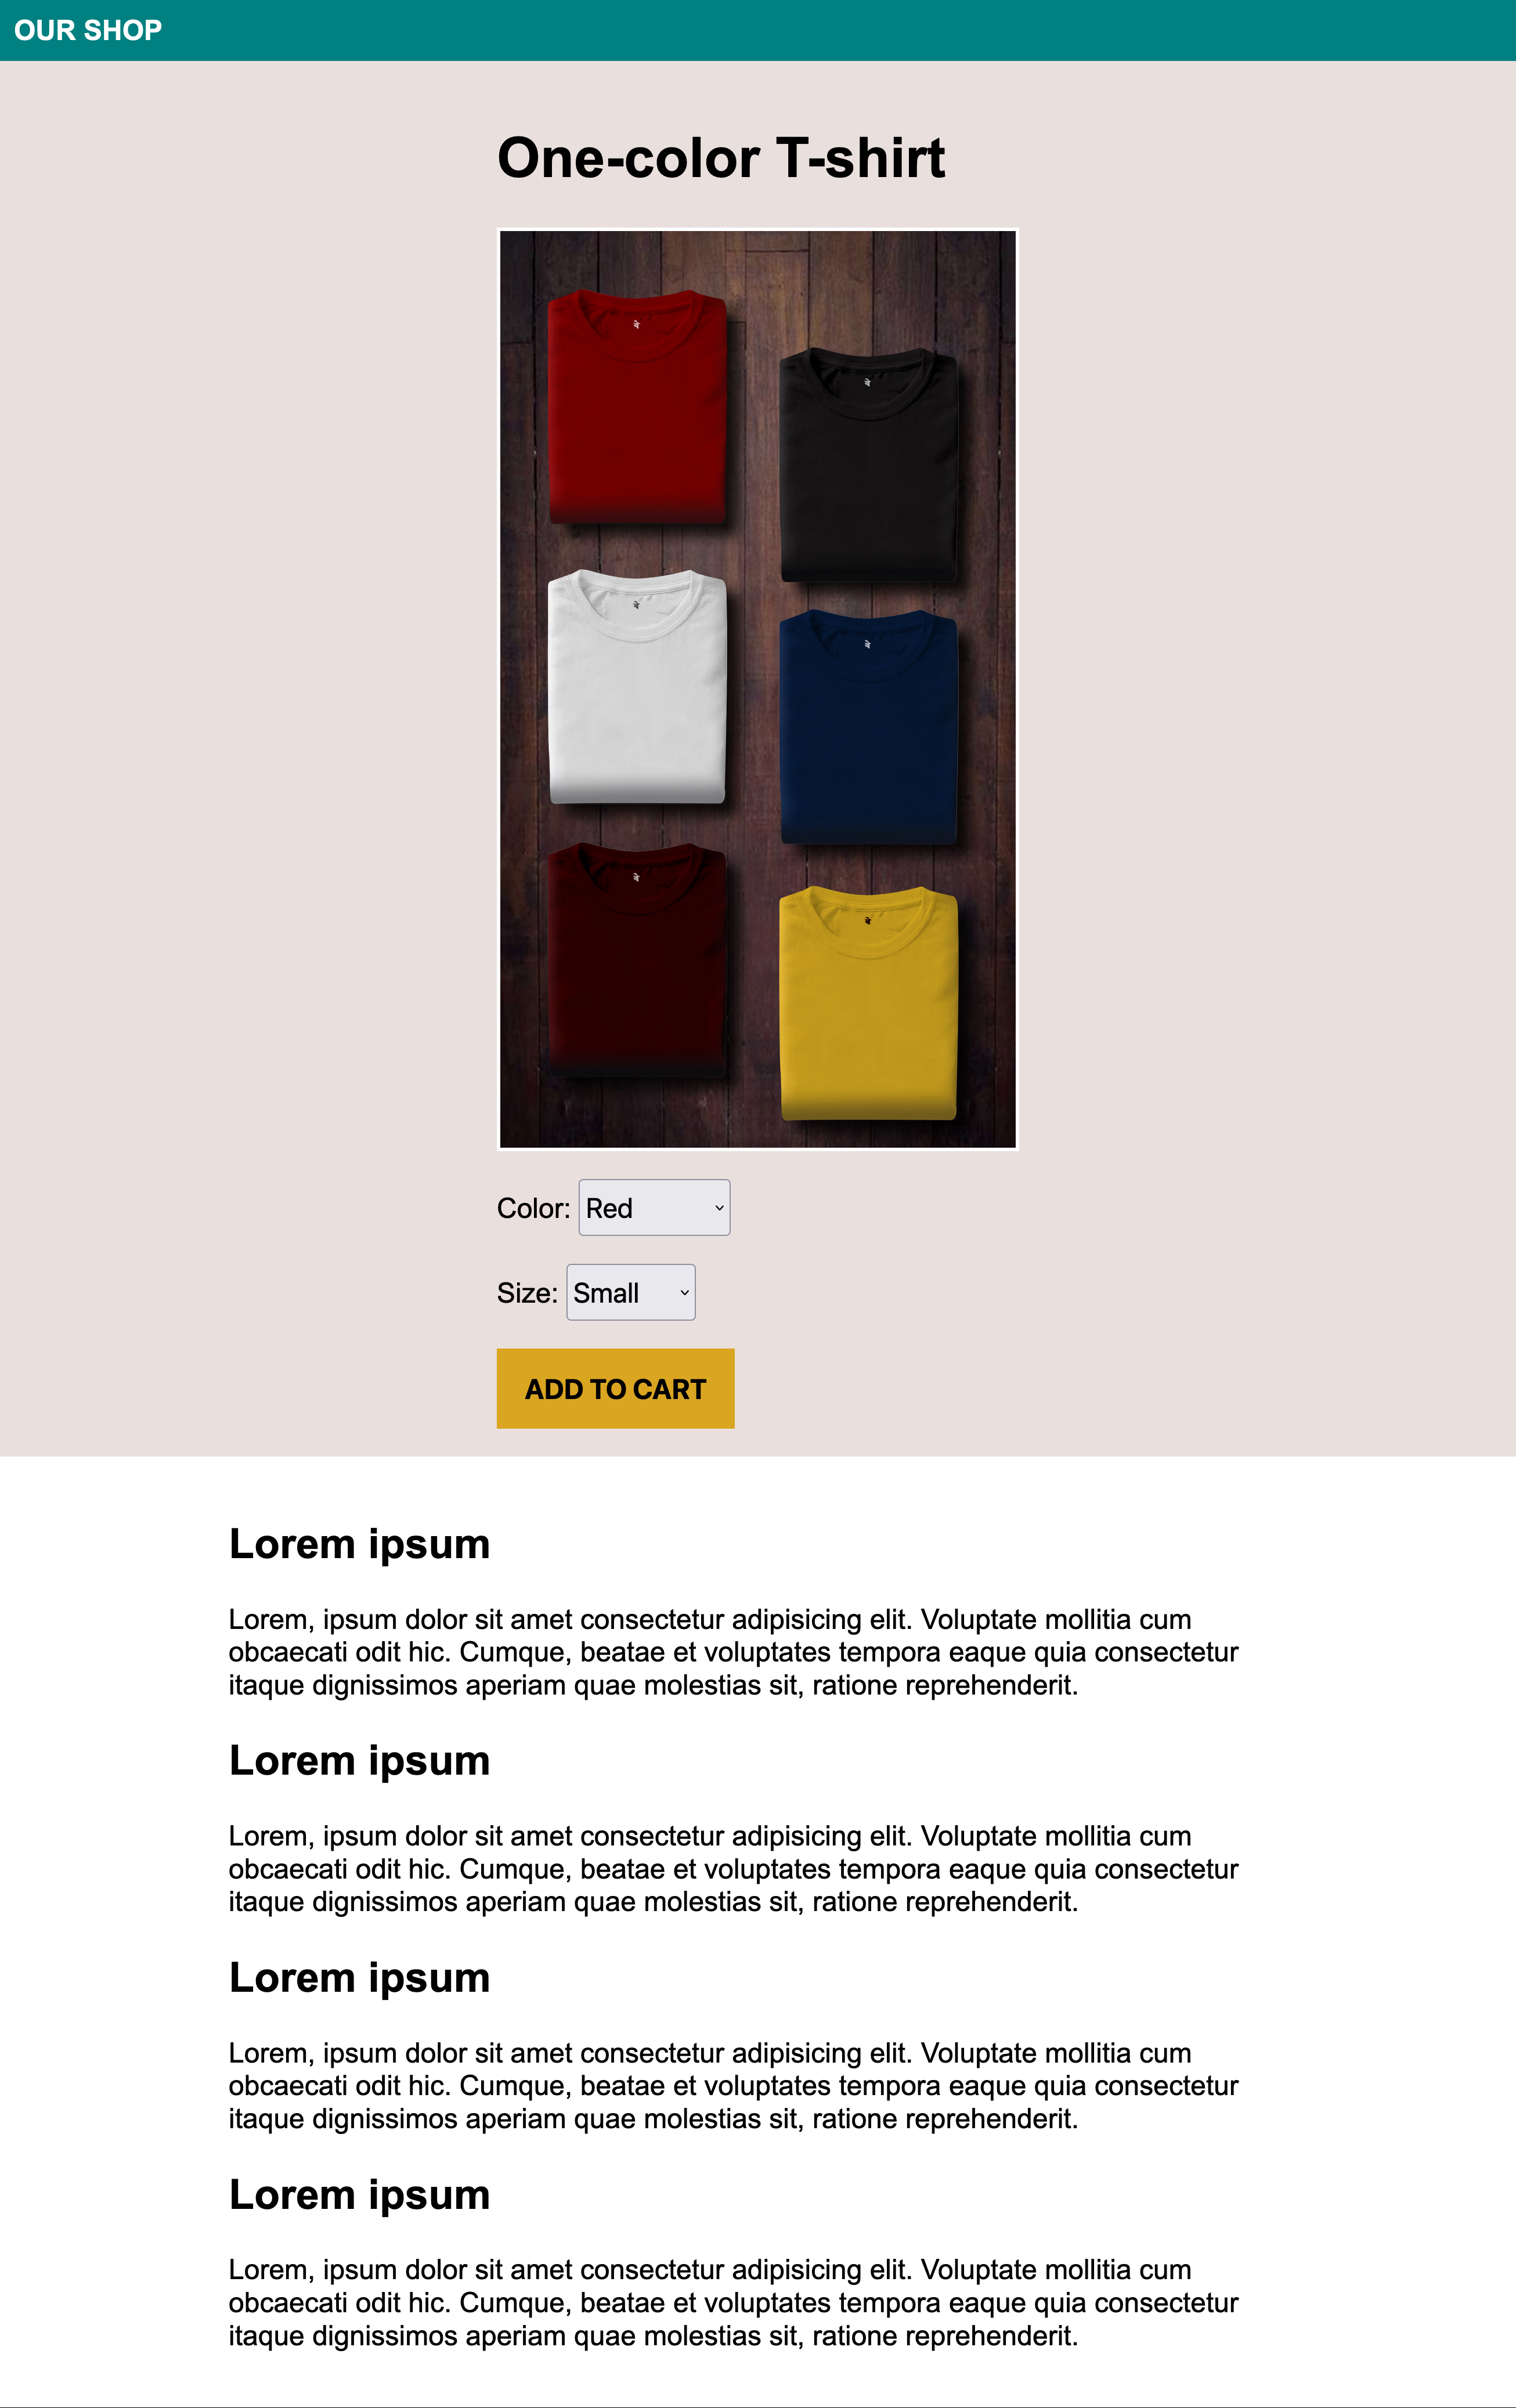 OUR SHOP
One-color T-shirt
Color: Red
Size: Small
ADD TO CART
Lorem ipsum
Lorem, ipsum dolor sit amet consectetur adipisicing elit. Voluptate mollitia cum
obcaecati odit hic. Cumque, beatae et voluptates tempora eaque quia consectetur
itaque dignissimos aperiam quae molestias sit, ratione reprehenderit.
Lorem ipsum
Lorem, ipsum dolor sit amet consectetur adipisicing elit. Voluptate mollitia cum
obcaecati odit hic. Cumque, beatae et voluptates tempora eaque quia consectetur
itaque dignissimos aperiam quae molestias sit, ratione reprehenderit.
Lorem ipsum
Lorem, ipsum dolor sit amet consectetur adipisicing elit. Voluptate mollitia cum
obcaecati odit hic. Cumque, beatae et voluptates tempora eaque quia consectetur
itaque dignissimos aperiam quae molestias sit, ratione reprehenderit.
Lorem ipsum
Lorem, ipsum dolor sit amet consectetur adipisicing elit. Voluptate mollitia cum
obcaecati odit hic. Cumque, beatae et voluptates tempora eaque quia consectetur
itaque dignissimos aperiam quae molestias sit, ratione reprehenderit.